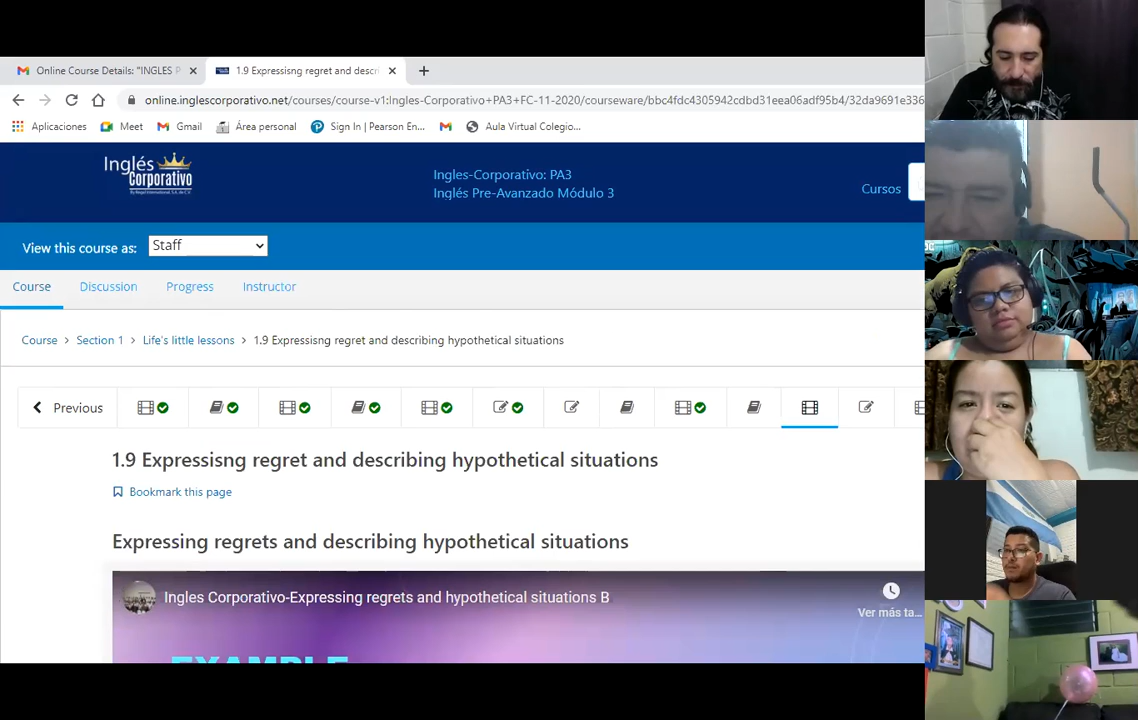 Online Course Details: "INGLES P
1.9 Expressisng regret and descri
online.inglescorporativo.net/courses/course-v1:Ingles-Corporativo+PA3+FC-11-2020/courseware/bbc4fdc4305942cdbd31eea06adf95b4/32da9691e336
Aplicaciones
Meet
Gmail
Área personal
Sign In | Pearson En...
Aula Virtual Colegio...
Inglés
Corporativo
Ingles-Corporativo: PA3
Inglés Pre-Avanzado Módulo 3
Cursos
View this course as:
Staff
Course
Discussion
Progress
Instructor
Course > Section 1 > Life's little lessons > 1.9 Expressisng regret and describing hypothetical situations
Previous
1.9 Expressisng regret and describing hypothetical situations
Bookmark this page
Expressing regrets and describing hypothetical situations
Ingles Corporativo-Expressing regrets and hypothetical situations B
Ver más ta...
EXAMPLE